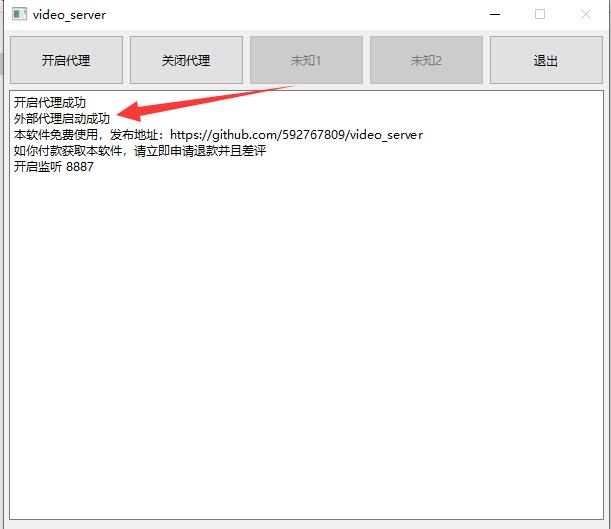 video_server
开启代理
关闭代理
未知1
未知2
退出
开启代理成功
外部代理启动成功
本软件免费使用，发布地址：https://github.com/592767809/video_server
如你付款获取本软件，请立即申请退款并且差评
开启监听 8887